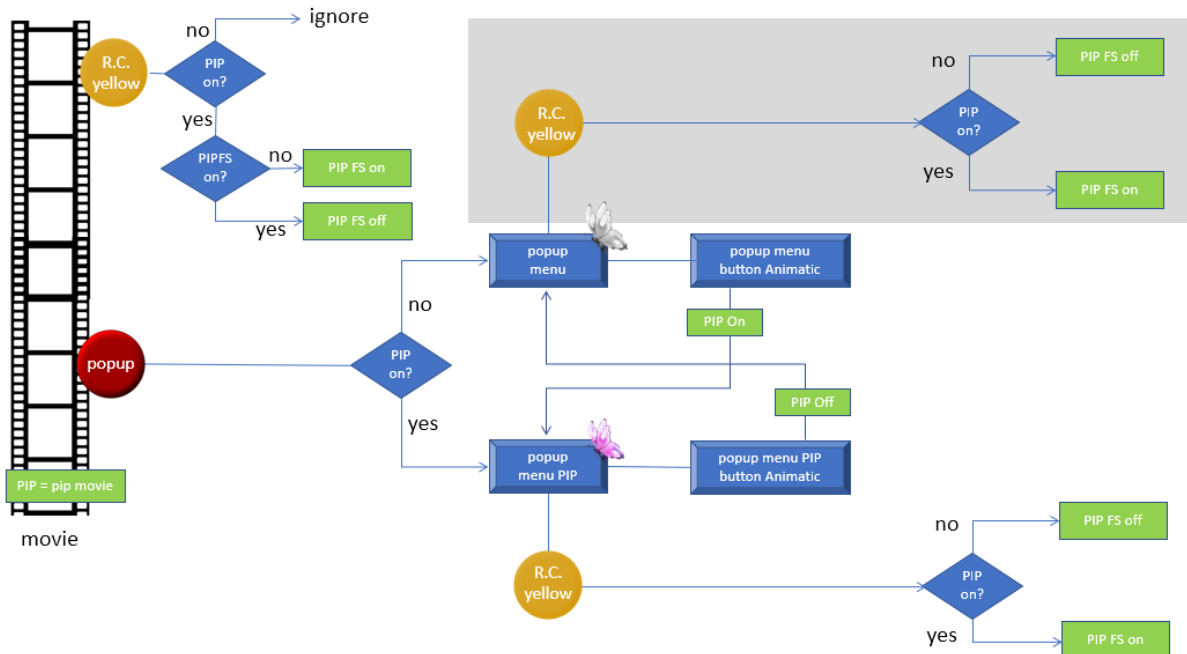 no
ignore
R.C.
yellow
PIP
on?
yes
PIPFS
on?
no
PIP FS on
yes
PIP FS off
R.C.
yellow
PIP
on?
no
PIP FS off
yes
PIP FS on
popup
menu
popup menu
button Animatic
PIP On
popup
PIP
on?
no
yes
PIP Off
popup
menu PIP
popup menu PIP
button Animatic
PIP = pip movie
movie
R.C.
yellow
PIP
on?
no
PIP FS off
yes
PIP FS on